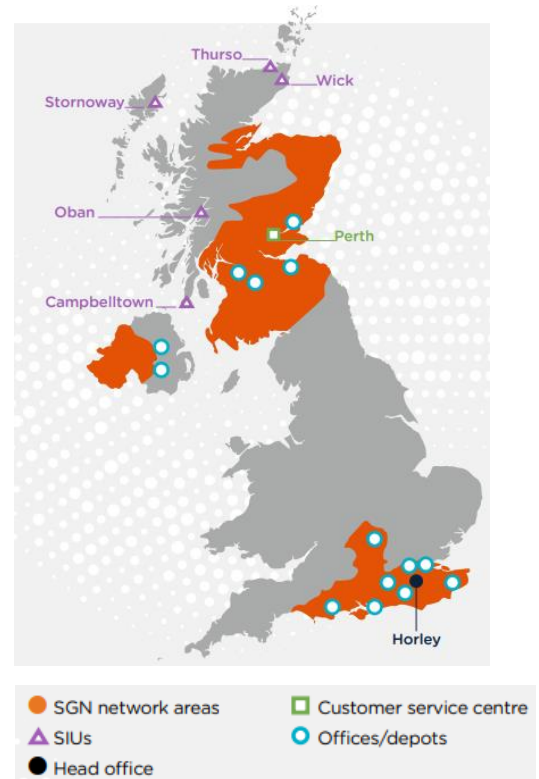 Thurso
Wick
Stornoway
Oban
Perth
Campbelltown
Horley
SGN network areas
Customer service centre
SIUs
Offices/depots
Head office